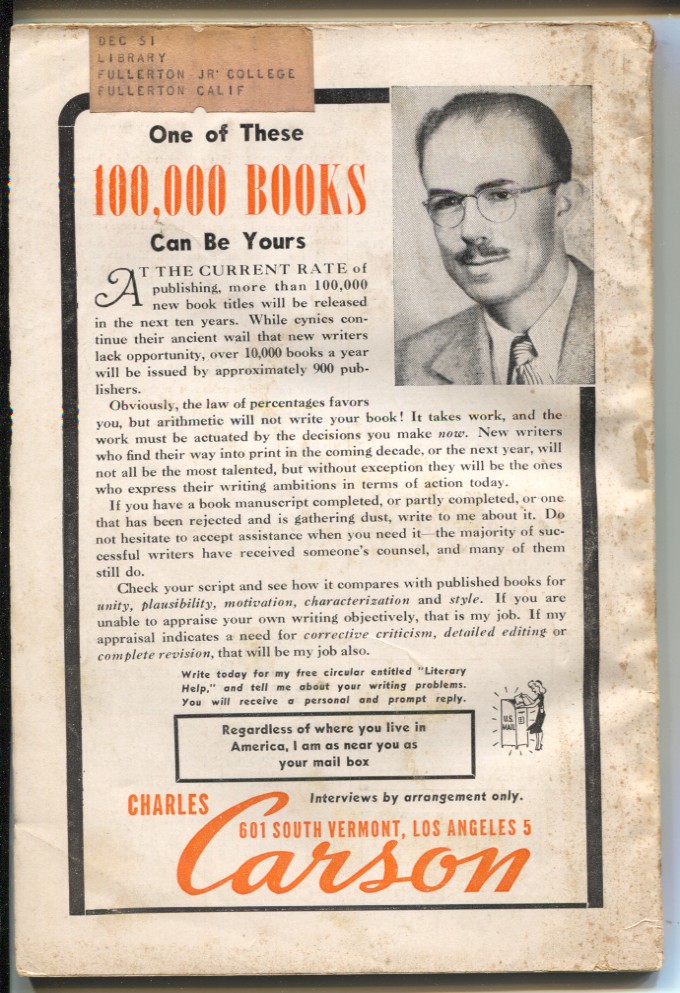 DEC 51
LIBRARY
FULLERTON JR COLLEGE
FULLERTON CALIF
One of These
100,000 BOOKS
Can Be Yours
AT THE CURRENT RATE of
publishing, more than 100,000
new book titles will be released
in the next ten years. While cynics con-
tinue their ancient wail that new writers
lack opportunity, over 10,000 books a year
will be issued by approximately 900 pub-
lishers.
Obviously, the law of percentages favors
you, but arithmetic will not write your book! It takes work, and the
work must be actuated by the decisions you make now. New writers
who find their way into print in the coming decade, or the next year, will
not all be the most talented, but without exception they will be the ones
who express their writing ambitions in terms of action today.
If you have a book manuscript completed, or partly completed, or one
that has been rejected and is gathering dust, write to me about it. Do
not hesitate to accept assistance when you need it—the majority of suc-
cessful writers have received someone's counsel, and many of them
still do.
Check your script and see how it compares with published books for
unity, plausibility, motivation, characterization and style. If you are
unable to appraise your own writing objectively, that is my job. If my
appraisal indicates a need for corrective criticism, detailed editing or
complete revision, that will be my job also.
Write today for my free circular entitled "Literary
Help," and tell me about your writing problems.
You will receive a personal and prompt reply.
U.S.
MAIL
Regardless of where you live in
America, I am as near you as
your mail box
CHARLES
Interviews by arrangement only.
601 SOUTH VERMONT, LOS ANGELES 5
Carson